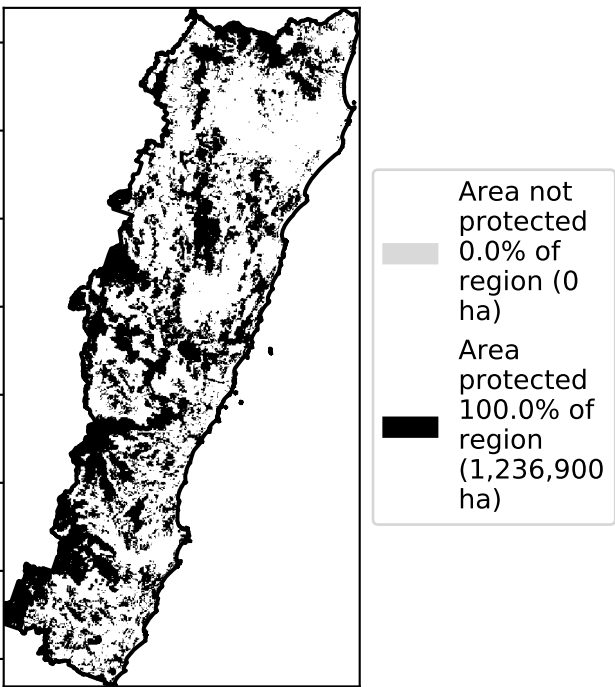 Area not
protected
0.0% of
region (0
ha)
Area
protected
100.0% of
region
(1,236,900
ha)